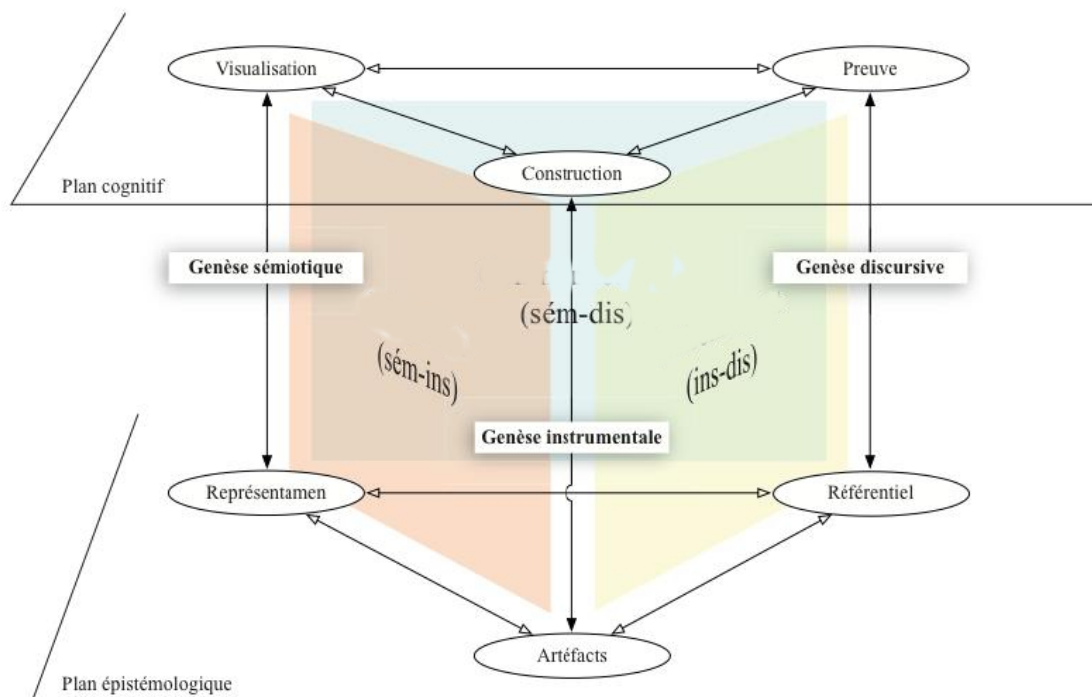 Visualisation
Preuve
Construction
Plan cognitif
Genèse sémiotique
Genèse discursive
(sém-dis)
(sém-ins)
(ins-dis)
Genèse instrumentale
Représentamen
Référentiel
Artéfacts
Plan épistémologique